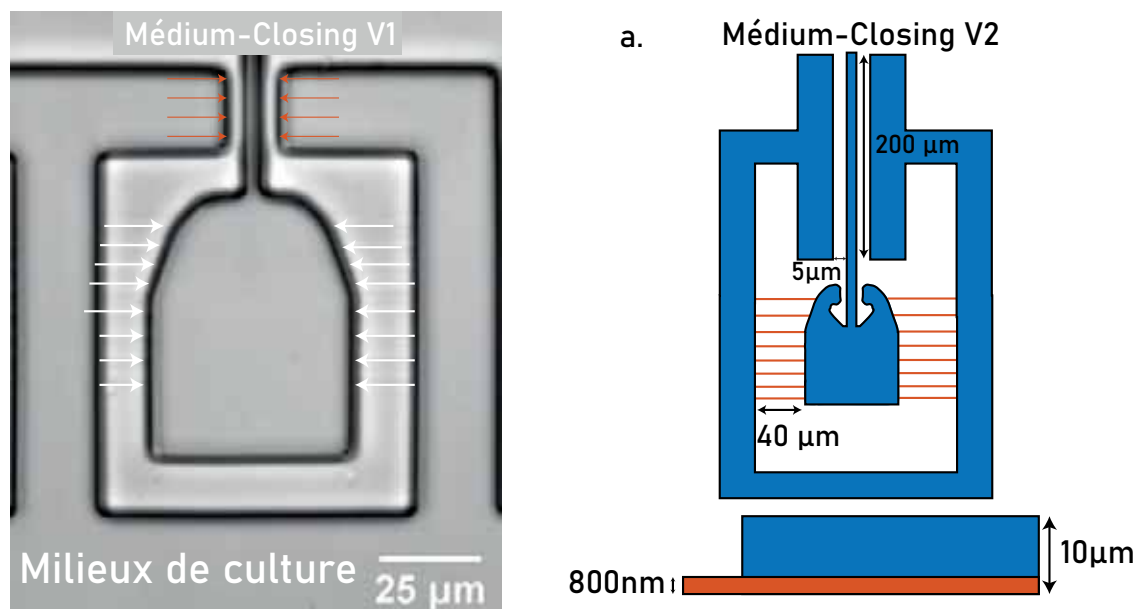 Médium-Closing V1
Milieux de culture
25 µm
a.
Médium-Closing V2
200 µm
5µm
40 µm
10µm
800nm